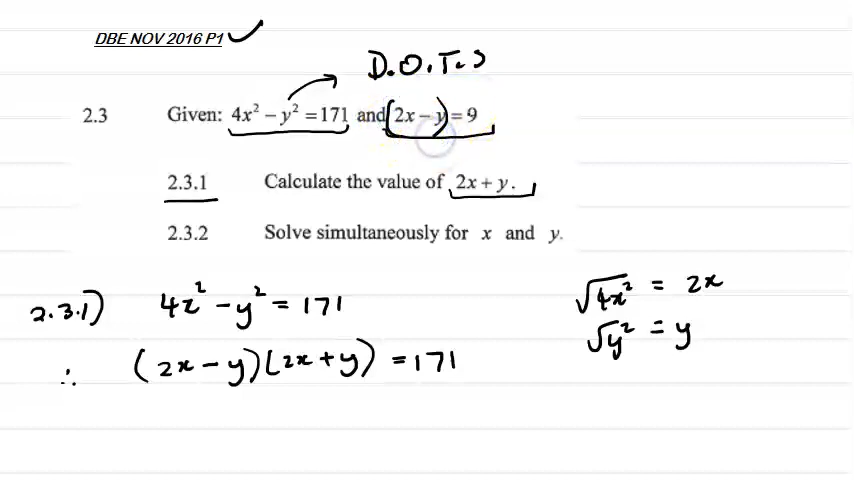 DBE NOV 2016 P1
D.O.T.S
2.3 Given: 4x² − y² = 171 and (2x − y) = 9
2.3.1 Calculate the value of 2x + y.
2.3.2 Solve simultaneously for x and y.
2.3.1) 4x² − y² = 171
√4x² = 2x
√y² = y
∴ (2x − y)(2x + y) = 171